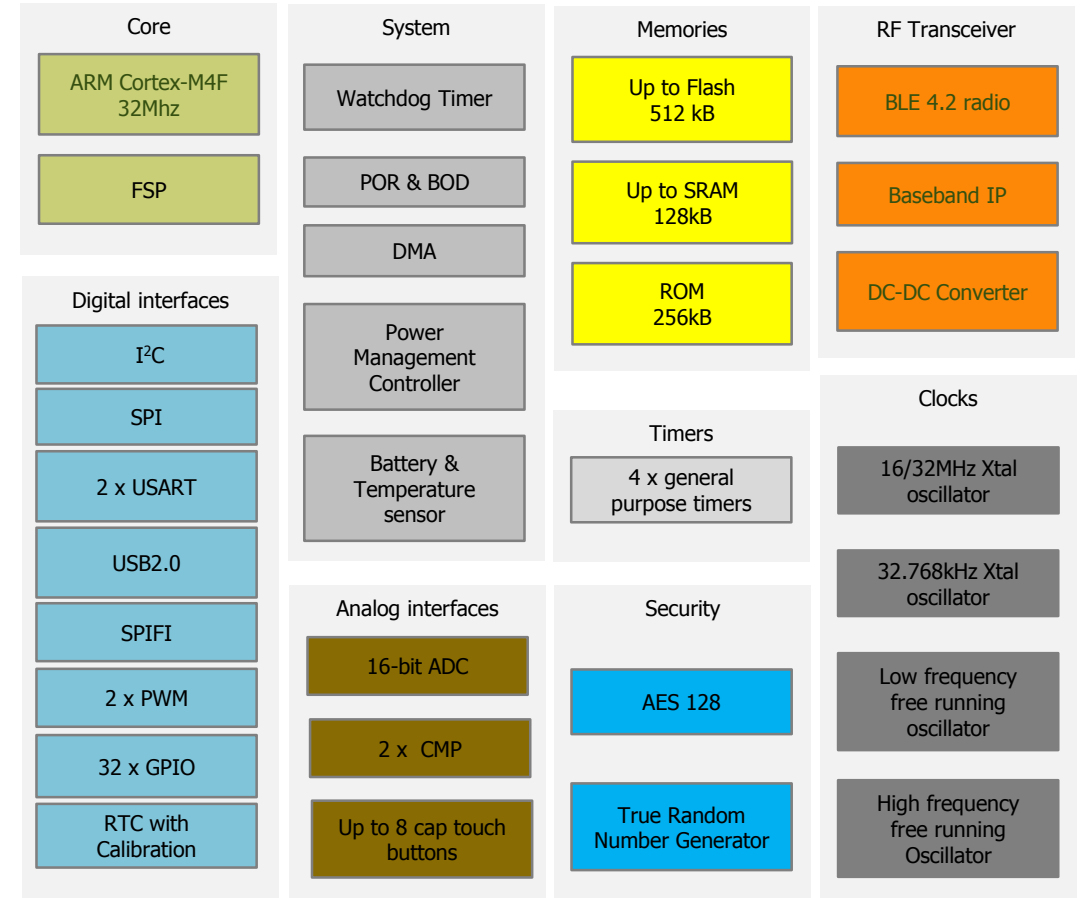 Core
ARM Cortex-M4F
32Mhz
FSP
System
Watchdog Timer
POR & BOD
DMA
Power
Management
Controller
Battery &
Temperature
sensor
Memories
Up to Flash
512 kB
Up to SRAM
128kB
ROM
256kB
RF Transceiver
BLE 4.2 radio
Baseband IP
DC-DC Converter
Digital interfaces
I²C
SPI
2 x USART
USB2.0
SPIFI
2 x PWM
32 x GPIO
RTC with
Calibration
Timers
4 x general
purpose timers
Clocks
16/32MHz Xtal
oscillator
32.768kHz Xtal
oscillator
Low frequency
free running
oscillator
High frequency
free running
Oscillator
Analog interfaces
16-bit ADC
2 x CMP
Up to 8 cap touch
buttons
Security
AES 128
True Random
Number Generator